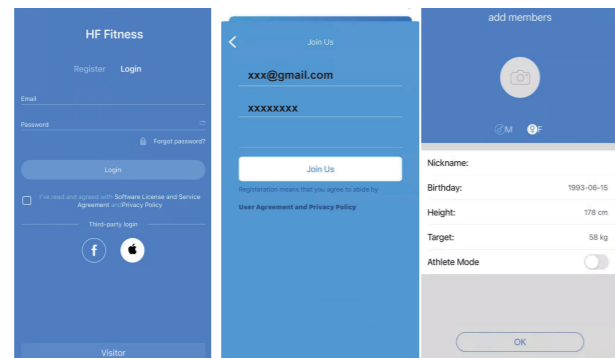 HF Fitness
Register Login
Email
Password
Forgot password?
Login
I've read and agreed with Software License and Service
Agreement andPrivacy Policy
Third-party login
f
Visitor
Join Us
xxx@gmail.com
xxxxxxxx
Join Us
Registeration means that you agree to abide by
User Agreement and Privacy Policy
add members
M F
Nickname:
Birthday: 1993-06-15
Height: 178 cm
Target: 58 kg
Athlete Mode
OK